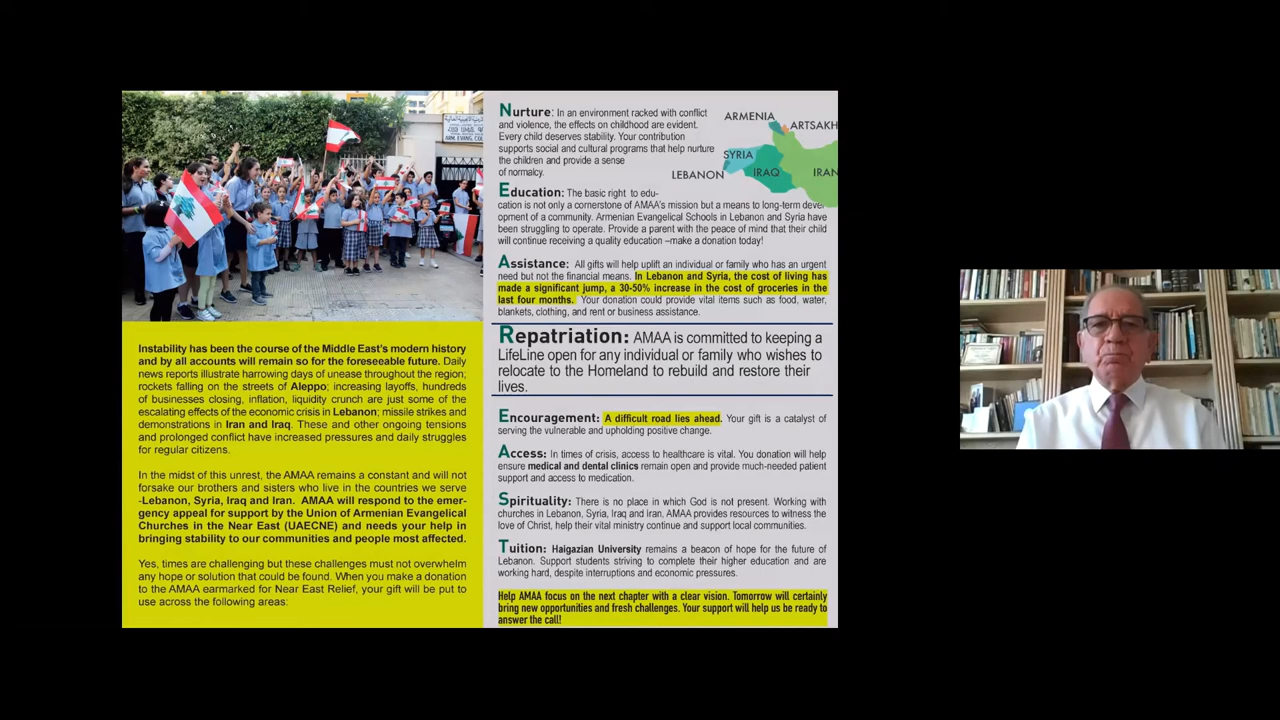 ARM. EVANG. COL
Instability has been the course of the Middle East's modern history
and by all accounts will remain so for the foreseeable future. Daily
news reports illustrate harrowing days of unease throughout the region;
rockets falling on the streets of Aleppo; increasing layoffs, hundreds
of businesses closing, inflation, liquidity crunch are just some of the
escalating effects of the economic crisis in Lebanon; missile strikes and
demonstrations in Iran and Iraq. These and other ongoing tensions
and prolonged conflict have increased pressures and daily struggles
for regular citizens.
In the midst of this unrest, the AMAA remains a constant and will not
forsake our brothers and sisters who live in the countries we serve
-Lebanon, Syria, Iraq and Iran. AMAA will respond to the emer-
gency appeal for support by the Union of Armenian Evangelical
Churches in the Near East (UAECNE) and needs your help in
bringing stability to our communities and people most affected.
Yes, times are challenging but these challenges must not overwhelm
any hope or solution that could be found. When you make a donation
to the AMAA earmarked for Near East Relief, your gift will be put to
use across the following areas:
Nurture: In an environment racked with conflict
and violence, the effects on childhood are evident.
Every child deserves stability. Your contribution
supports social and cultural programs that help nurture
the children and provide a sense
of normalcy.
ARMENIA
ARTSAKH
SYRIA
LEBANON
IRAQ
IRAN
Education: The basic right to edu-
cation is not only a cornerstone of AMAA's mission but a means to long-term devel-
opment of a community. Armenian Evangelical Schools in Lebanon and Syria have
been struggling to operate. Provide a parent with the peace of mind that their child
will continue receiving a quality education –make a donation today!
Assistance: All gifts will help uplift an individual or family who has an urgent
need but not the financial means. In Lebanon and Syria, the cost of living has
made a significant jump, a 30-50% increase in the cost of groceries in the
last four months. Your donation could provide vital items such as food, water,
blankets, clothing, and rent or business assistance.
Repatriation: AMAA is committed to keeping a
LifeLine open for any individual or family who wishes to
relocate to the Homeland to rebuild and restore their
lives.
Encouragement: A difficult road lies ahead. Your gift is a catalyst of
serving the vulnerable and upholding positive change.
Access: In times of crisis, access to healthcare is vital. You donation will help
ensure medical and dental clinics remain open and provide much-needed patient
support and access to medication.
Spirituality: There is no place in which God is not present. Working with
churches in Lebanon, Syria, Iraq and Iran, AMAA provides resources to witness the
love of Christ, help their vital ministry continue and support local communities.
Tuition: Haigazian University remains a beacon of hope for the future of
Lebanon. Support students striving to complete their higher education and are
working hard, despite interruptions and economic pressures.
Help AMAA focus on the next chapter with a clear vision. Tomorrow will certainly
bring new opportunities and fresh challenges. Your support will help us be ready to
answer the call!